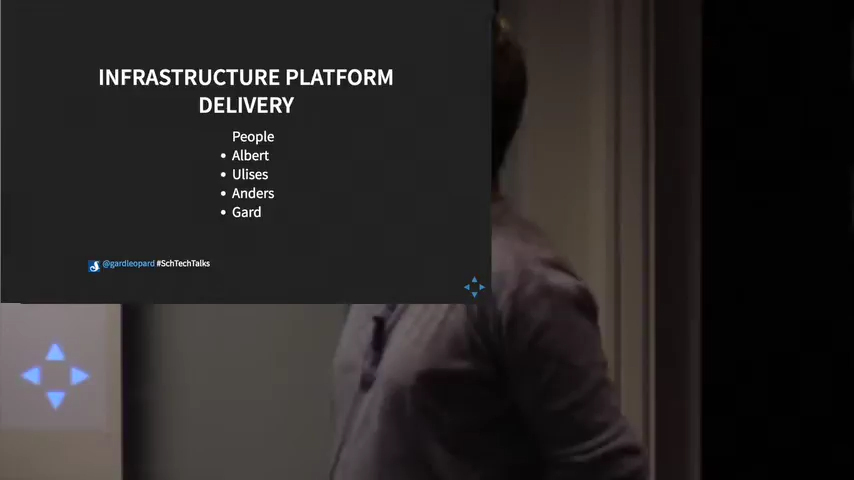 INFRASTRUCTURE PLATFORM
DELIVERY
People
• Albert
• Ulises
• Anders
• Gard
@gardleopard #SchTechTalks